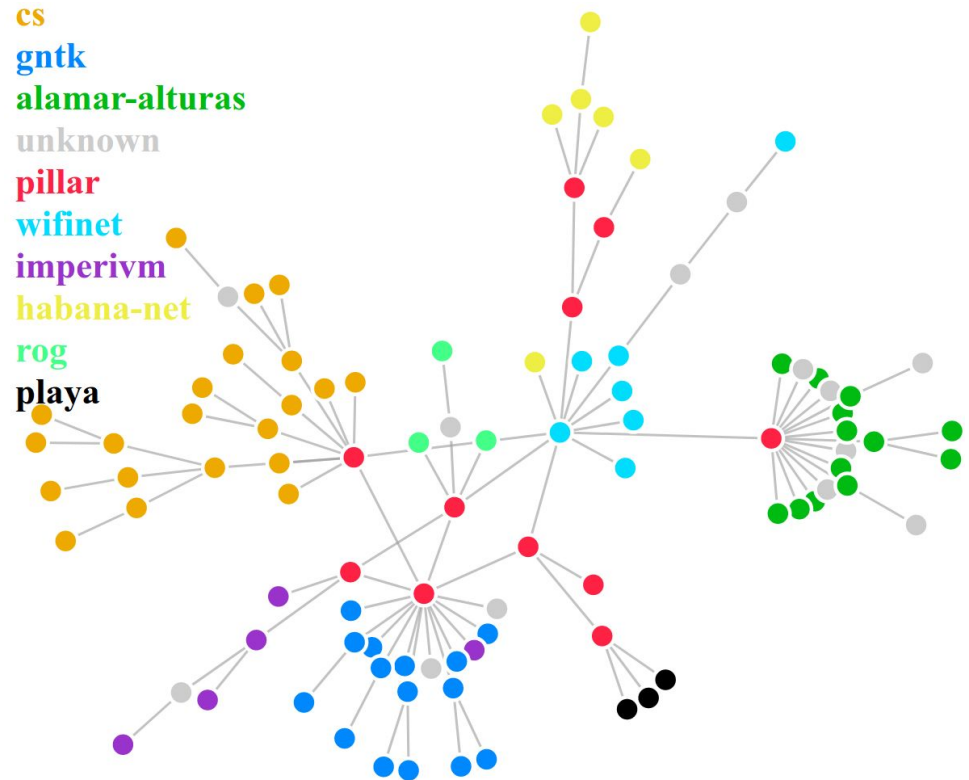 cs
gntk
alamar-alturas
unknown
pillar
wifinet
imperivm
habana-net
rog
playa